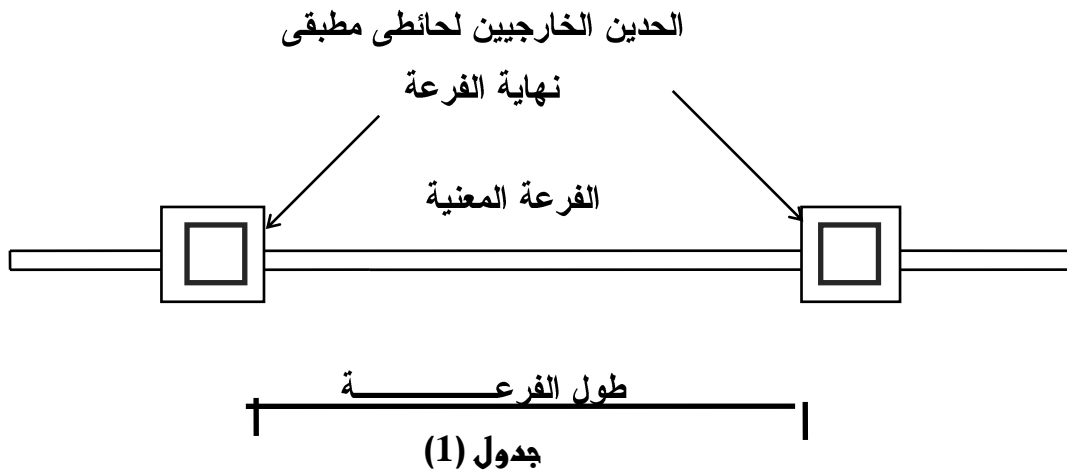 الحدين الخارجيين لحائطى مطبقى
نهاية الفرعة
الفرعة المعنية
طول الفرعـــــــــــة
جدول (1)